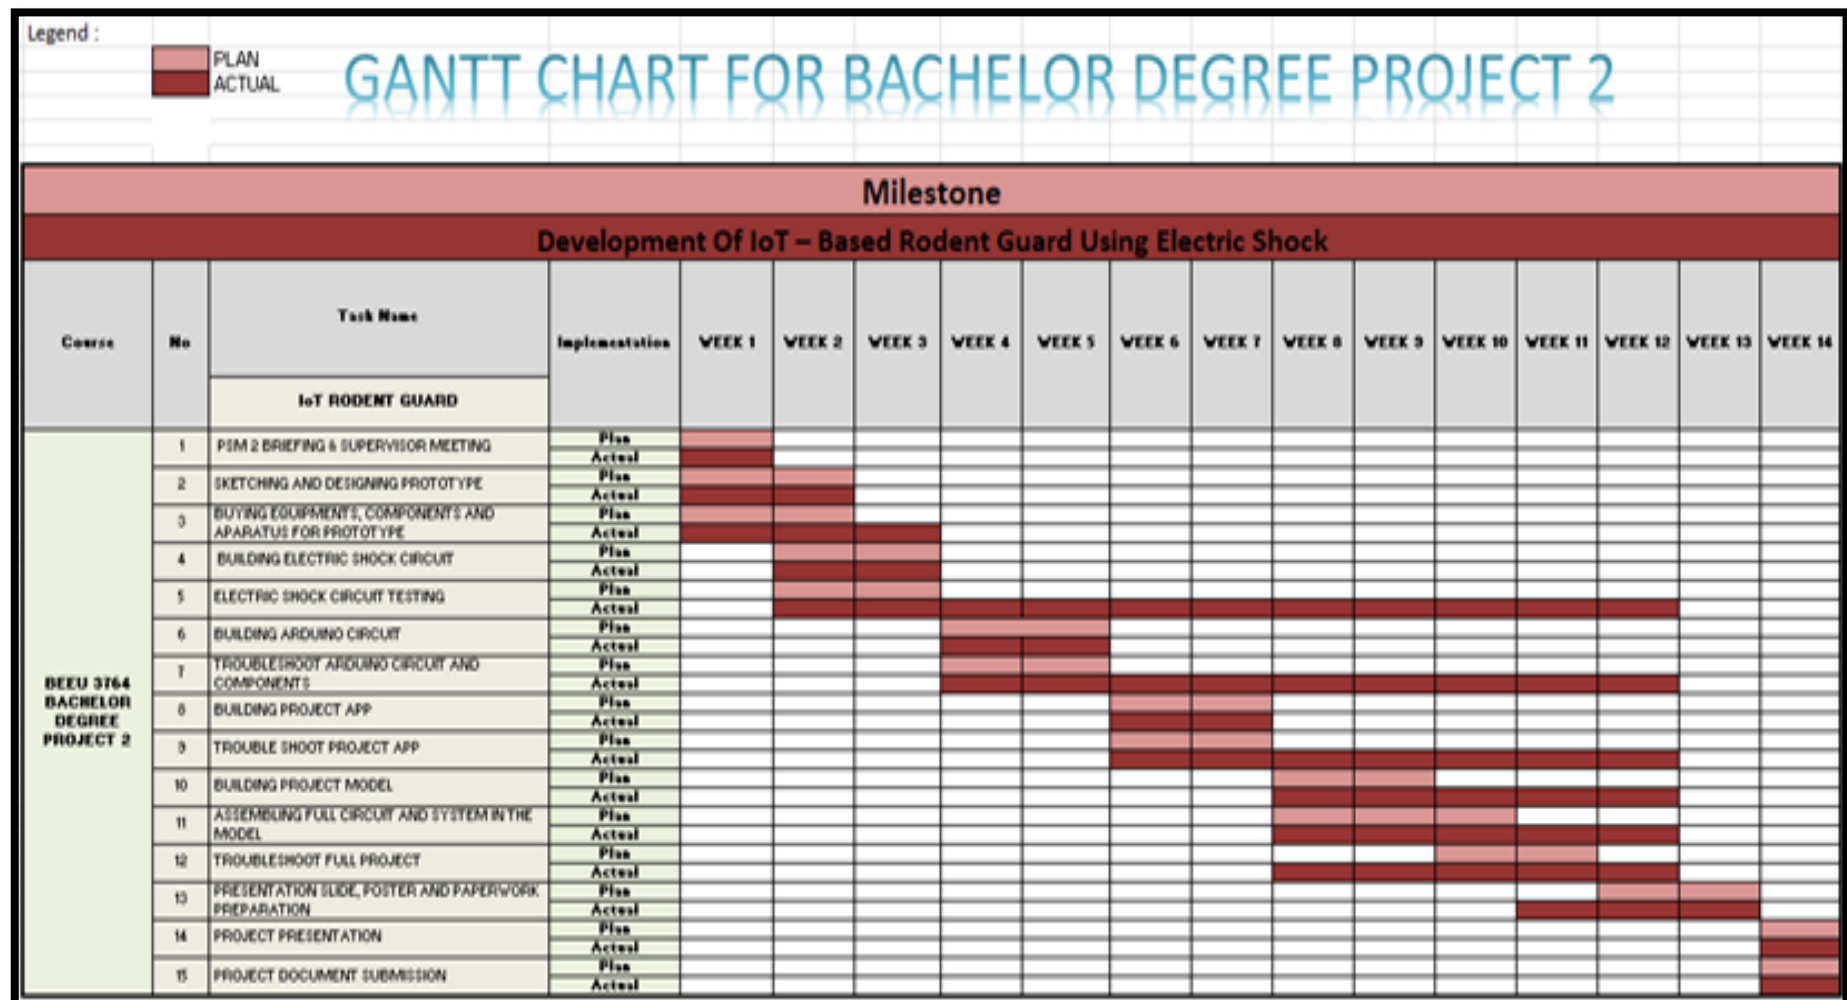 Legend :
PLAN
ACTUAL
GANTT CHART FOR BACHELOR DEGREE PROJECT 2
Milestone
Development Of IoT – Based Rodent Guard Using Electric Shock
Course No Task Name Implementation WEEK 1 WEEK 2 WEEK 3 WEEK 4 WEEK 5 WEEK 6 WEEK 7 WEEK 8 WEEK 9 WEEK 10 WEEK 11 WEEK 12 WEEK 13 WEEK 14
IoT RODENT GUARD
BEEU 3764
BACHELOR
DEGREE
PROJECT 2
1 PSM 2 BRIEFING & SUPERVISOR MEETING Plan
Actual
2 SKETCHING AND DESIGNING PROTOTYPE Plan
Actual
3 BUYING EQUIPMENTS, COMPONENTS AND Plan
APARATUS FOR PROTOTYPE Actual
4 BUILDING ELECTRIC SHOCK CIRCUIT Plan
Actual
5 ELECTRIC SHOCK CIRCUIT TESTING Plan
Actual
6 BUILDING ARDUINO CIRCUIT Plan
Actual
7 TROUBLESHOOT ARDUINO CIRCUIT AND Plan
COMPONENTS Actual
8 BUILDING PROJECT APP Plan
Actual
9 TROUBLE SHOOT PROJECT APP Plan
Actual
10 BUILDING PROJECT MODEL Plan
Actual
11 ASSEMBLING FULL CIRCUIT AND SYSTEM IN THE Plan
MODEL Actual
12 TROUBLESHOOT FULL PROJECT Plan
Actual
13 PRESENTATION SLIDE, POSTER AND PAPERWORK Plan
PREPARATION Actual
14 PROJECT PRESENTATION Plan
Actual
15 PROJECT DOCUMENT SUBMISSION Plan
Actual